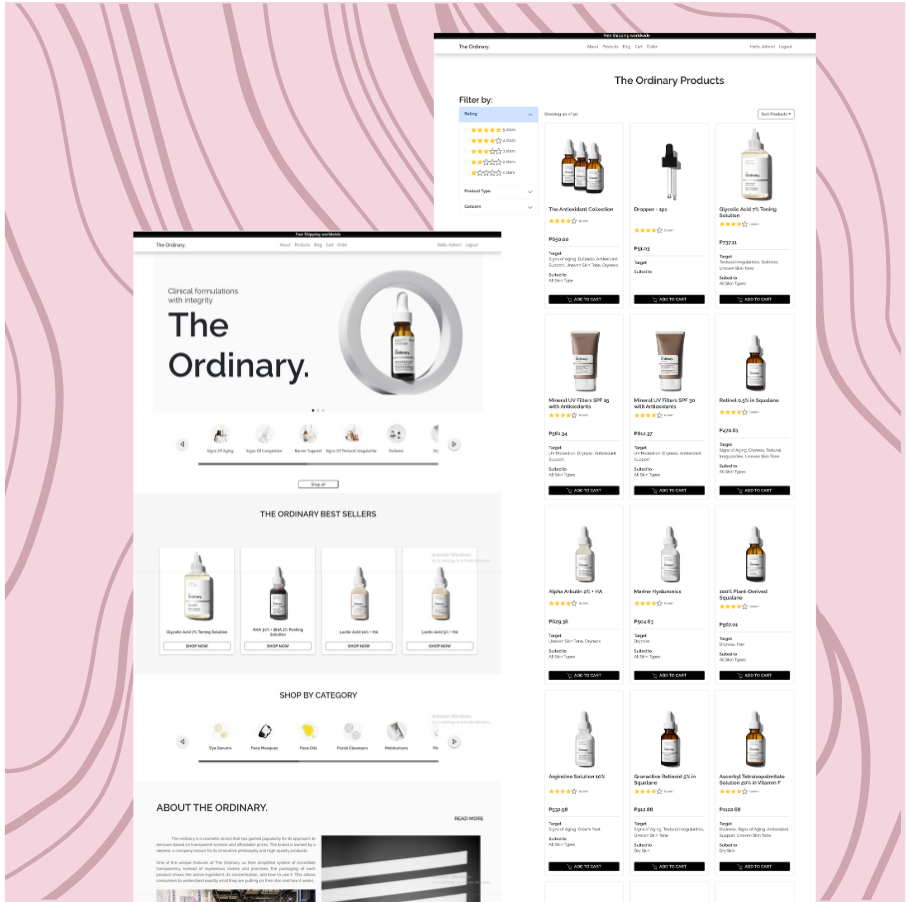 Free Shipping worldwide
The Ordinary.
About Products Blog Cart Order
Hello, Admin! Logout
The Ordinary Products
Filter by:
Rating
5 stars
4 stars
3 stars
2 stars
1 stars
Product Type
Concern
Sort Products
The Antioxidant Collection
Target
Signs of Aging, Dullness, Antioxidant
Support, Uneven Skin Tone, Dryness
Suited to
All Skin Type
ADD TO CART
Dropper - 1pc
₱51.03
Target
Suited to
ADD TO CART
Glycolic Acid 7% Toning
Solution
₱737.11
Target
Textural Irregularities, Dullness,
Uneven Skin Tone
Suited to
All Skin Types
ADD TO CART
Mineral UV Filters SPF 15
with Antioxidants
Target
UV Protection, Dryness, Antioxidant
Support
Suited to
All Skin Types
ADD TO CART
Mineral UV Filters SPF 30
with Antioxidants
₱612.37
Target
UV Protection, Dryness, Antioxidant
Support
Suited to
All Skin Types
ADD TO CART
Retinol 0.5% in Squalane
Target
Signs of Aging, Dryness, Textural
Irregularities, Uneven Skin Tone
Suited to
All Skin Types
ADD TO CART
Alpha Arbutin 2% + HA
₱629.38
Target
Uneven Skin Tone, Dryness
Suited to
All Skin Types
ADD TO CART
Marine Hyaluronics
₱504.63
Target
Dryness
Suited to
All Skin Types
ADD TO CART
100% Plant-Derived
Squalane
₱567.01
Target
Dryness, Hair
Suited to
All Skin Types
ADD TO CART
Argireline Solution 10%
Target
Signs of Aging, Crow's Feet
Suited to
All Skin Types
ADD TO CART
Granactive Retinoid 5% in
Squalane
₱912.88
Target
Signs of Aging, Textural Irregularities,
Uneven Skin Tone
Suited to
Dry Skin
ADD TO CART
Ascorbyl Tetraisopalmitate
Solution 20% in Vitamin F
₱1122.68
Target
Dullness, Signs of Aging, Antioxidant
Support, Uneven Skin Tone
Suited to
Dry Skin
ADD TO CART
Free Shipping worldwide
The Ordinary.
About Products Blog Cart Order
Hello, Admin! Logout
Clinical formulations
with integrity
The
Ordinary.
Signs Of Aging
Signs Of Congestion
Barrier Support
Signs Of Textural Irregularities
Dullness
Shop all
THE ORDINARY BEST SELLERS
Activate Windows
Go to Settings to activate Windows.
Glycolic Acid 7% Toning Solution
SHOP NOW
AHA 30% + BHA 2% Peeling
Solution
SHOP NOW
Lactic Acid 10% + HA
SHOP NOW
Lactic Acid 5% + HA
SHOP NOW
SHOP BY CATEGORY
Activate Windows
Go to Settings to activate Windows.
Eye Serums
Face Masques
Face Oils
Facial Cleansers
Moisturizers
ABOUT THE ORDINARY.
READ MORE
The ordinary is a cosmetic brand that has gained popularity for its approach to
skincare based on transparent science and affordable prices. The brand is owned by
deciem, a company known for its innovative philosophy and high quality products.
One of the unique features of The Ordinary is their simplified system of incredible
transparency. Instead of mysterious names and promises, the packaging of each
product shows the active ingredient, its concentration, and how to use it. This allows
consumers to understand exactly what they are putting on their skin and how it works.